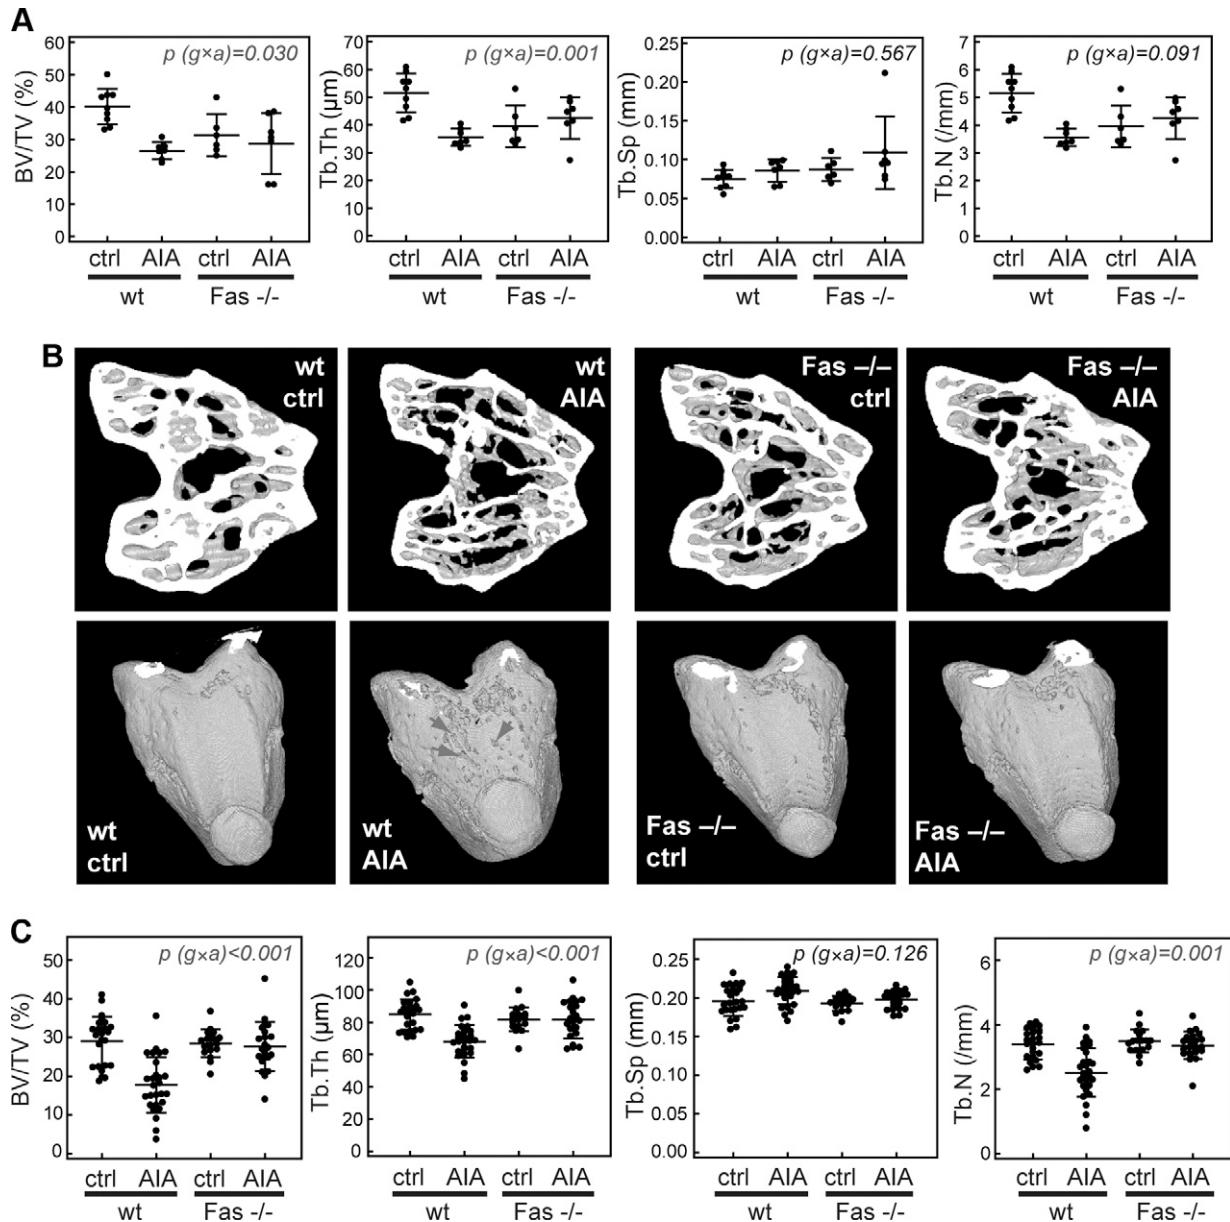 A
BV/TV (%)
60
50
40
30
20
10
0
p (g×a)=0.030
ctrl AIA ctrl AIA
wt Fas -/-
Tb.Th (µm)
70
60
50
40
30
20
10
0
p (g×a)=0.001
ctrl AIA ctrl AIA
wt Fas -/-
Tb.Sp (mm)
0.25
0.20
0.15
0.10
0.05
0.00
p (g×a)=0.567
ctrl AIA ctrl AIA
wt Fas -/-
Tb.N (/mm)
7
6
5
4
3
2
1
0
p (g×a)=0.091
ctrl AIA ctrl AIA
wt Fas -/-
B
wt
ctrl
wt
AIA
Fas –/–
ctrl
Fas –/–
AIA
wt
ctrl
wt
AIA
Fas –/–
ctrl
Fas –/–
AIA
C
BV/TV (%)
50
40
30
20
10
0
p (g×a)<0.001
ctrl AIA ctrl AIA
wt Fas -/-
Tb.Th (µm)
120
100
80
60
40
20
0
p (g×a)<0.001
ctrl AIA ctrl AIA
wt Fas -/-
Tb.Sp (mm)
0.25
0.20
0.15
0.10
0.05
0.00
p (g×a)=0.126
ctrl AIA ctrl AIA
wt Fas -/-
Tb.N (/mm)
6
4
2
0
p (g×a)=0.001
ctrl AIA ctrl AIA
wt Fas -/-